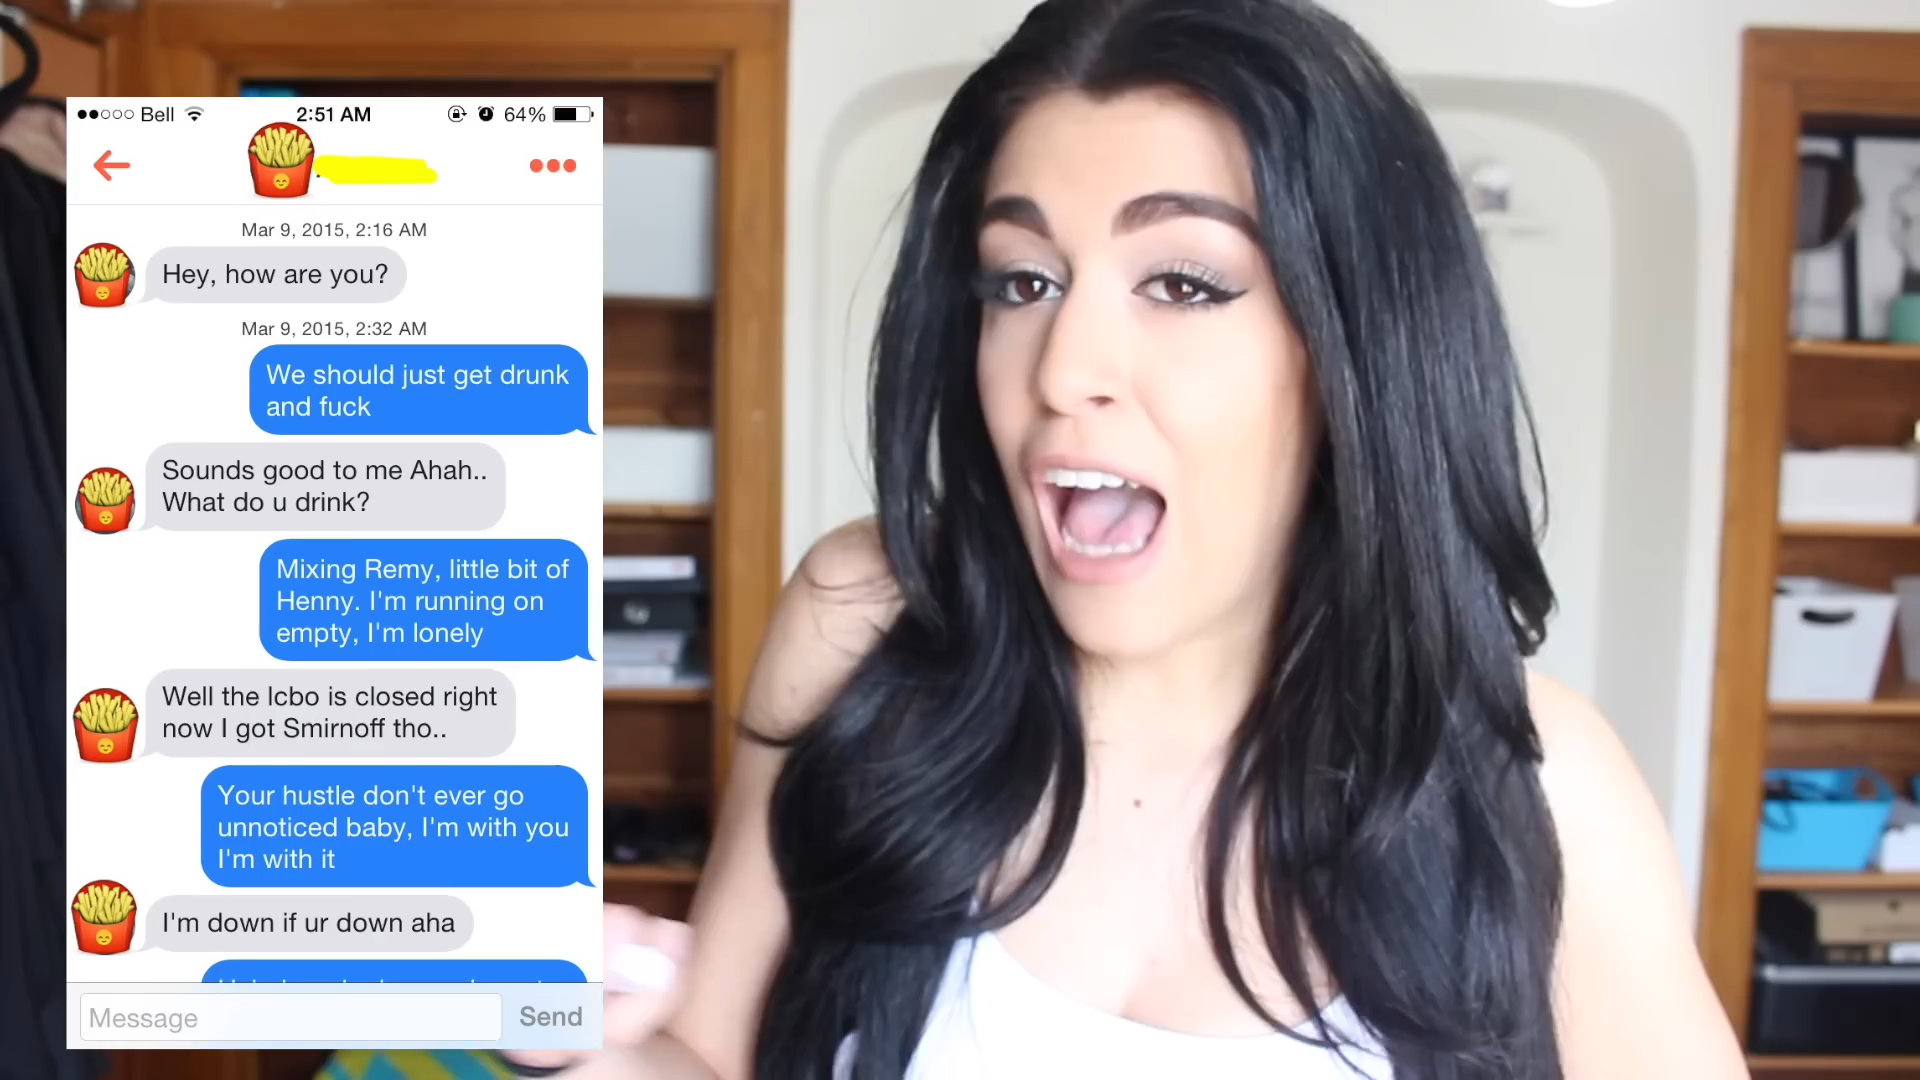 Bell 2:51 AM 64%
Mar 9, 2015, 2:16 AM
Hey, how are you?
Mar 9, 2015, 2:32 AM
We should just get drunk
and fuck
Sounds good to me Ahah..
What do u drink?
Mixing Remy, little bit of
Henny. I'm running on
empty, I'm lonely
Well the lcbo is closed right
now I got Smirnoff tho..
Your hustle don't ever go
unnoticed baby, I'm with you
I'm with it
I'm down if ur down aha
Message Send